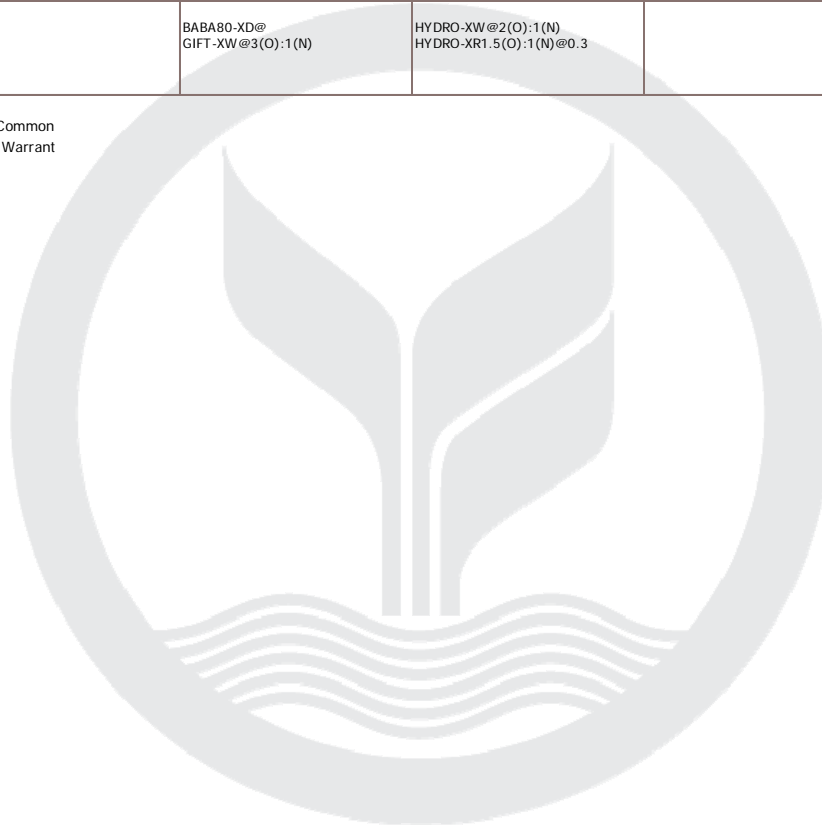 BABA80-XD@
GIFT-XW@3(O):1(N)
HYDRO-XW@2(O):1(N)
HYDRO-XR1.5(O):1(N)@0.3
Common
Warrant